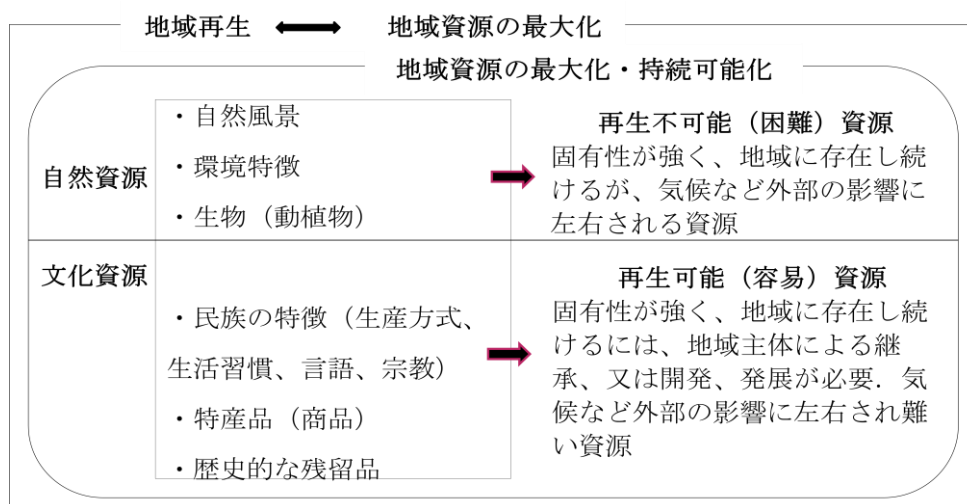 地域再生 ⟷ 地域資源の最大化
地域資源の最大化・持続可能化
自然資源
・自然風景
・環境特徴
・生物（動植物）
再生不可能（困難）資源
固有性が強く、地域に存在し続
けるが、気候など外部の影響に
左右される資源
文化資源
・民族の特徴（生産方式、
生活習慣、言語、宗教）
・特産品（商品）
・歴史的な残留品
再生可能（容易）資源
固有性が強く、地域に存在し続
けるには、地域主体による継
承、又は開発、発展が必要．気
候など外部の影響に左右され難
い資源